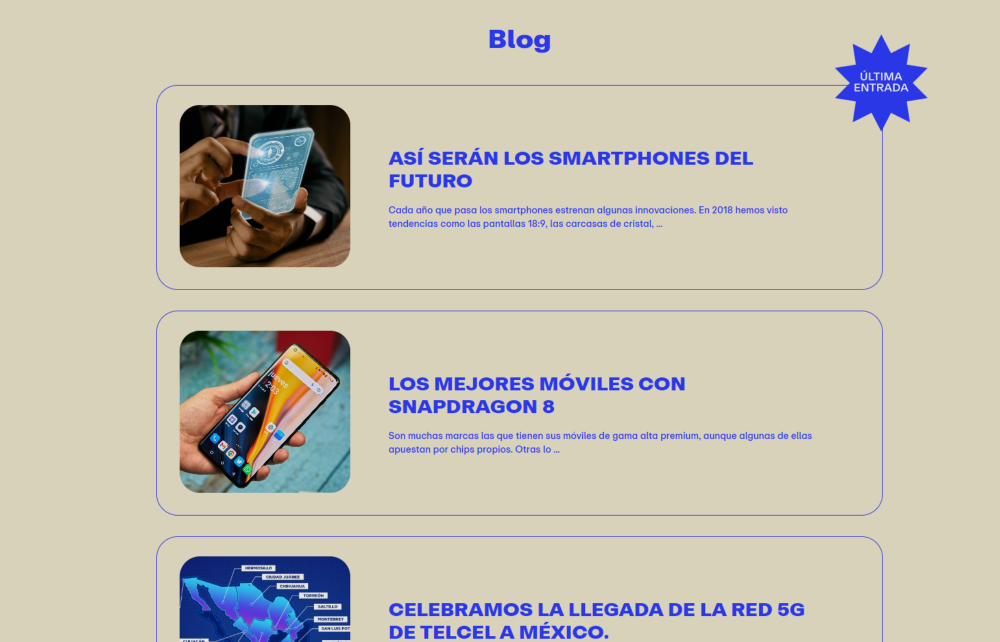 Blog
ÚLTIMA
ENTRADA
ASÍ SERÁN LOS SMARTPHONES DEL
FUTURO
Cada año que pasa los smartphones estrenan algunas innovaciones. En 2018 hemos visto
tendencias como las pantallas 18:9, las carcasas de cristal, ...
jueves
2:03
LOS MEJORES MÓVILES CON
SNAPDRAGON 8
Son muchas marcas las que tienen sus móviles de gama alta premium, aunque algunas de ellas
apuestan por chips propios. Otras lo ...
HERMOSILLO
CIUDAD JUÁREZ
CHIHUAHUA
TORREÓN
SALTILLO
MONTERREY
SAN LUIS POT
CULIACÁN
CELEBRAMOS LA LLEGADA DE LA RED 5G
DE TELCEL A MÉXICO.